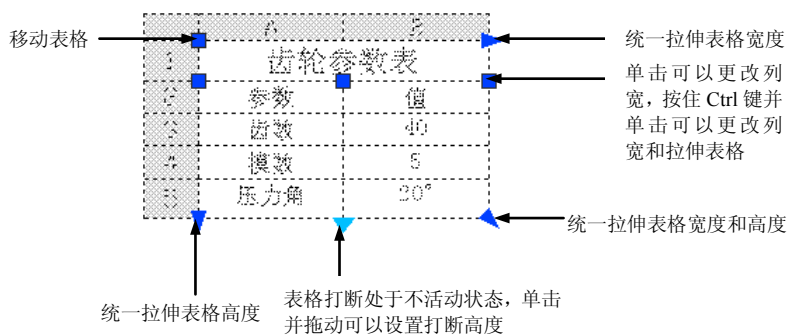 A B
移动表格
统一拉伸表格宽度
1 齿轮参数表
单击可以更改列
宽，按住 Ctrl 键并
单击可以更改列
宽和拉伸表格
2 参数 值
3 齿数 40
4 模数 5
5 压力角 20°
统一拉伸表格宽度和高度
统一拉伸表格高度
表格打断处于不活动状态，单击
并拖动可以设置打断高度